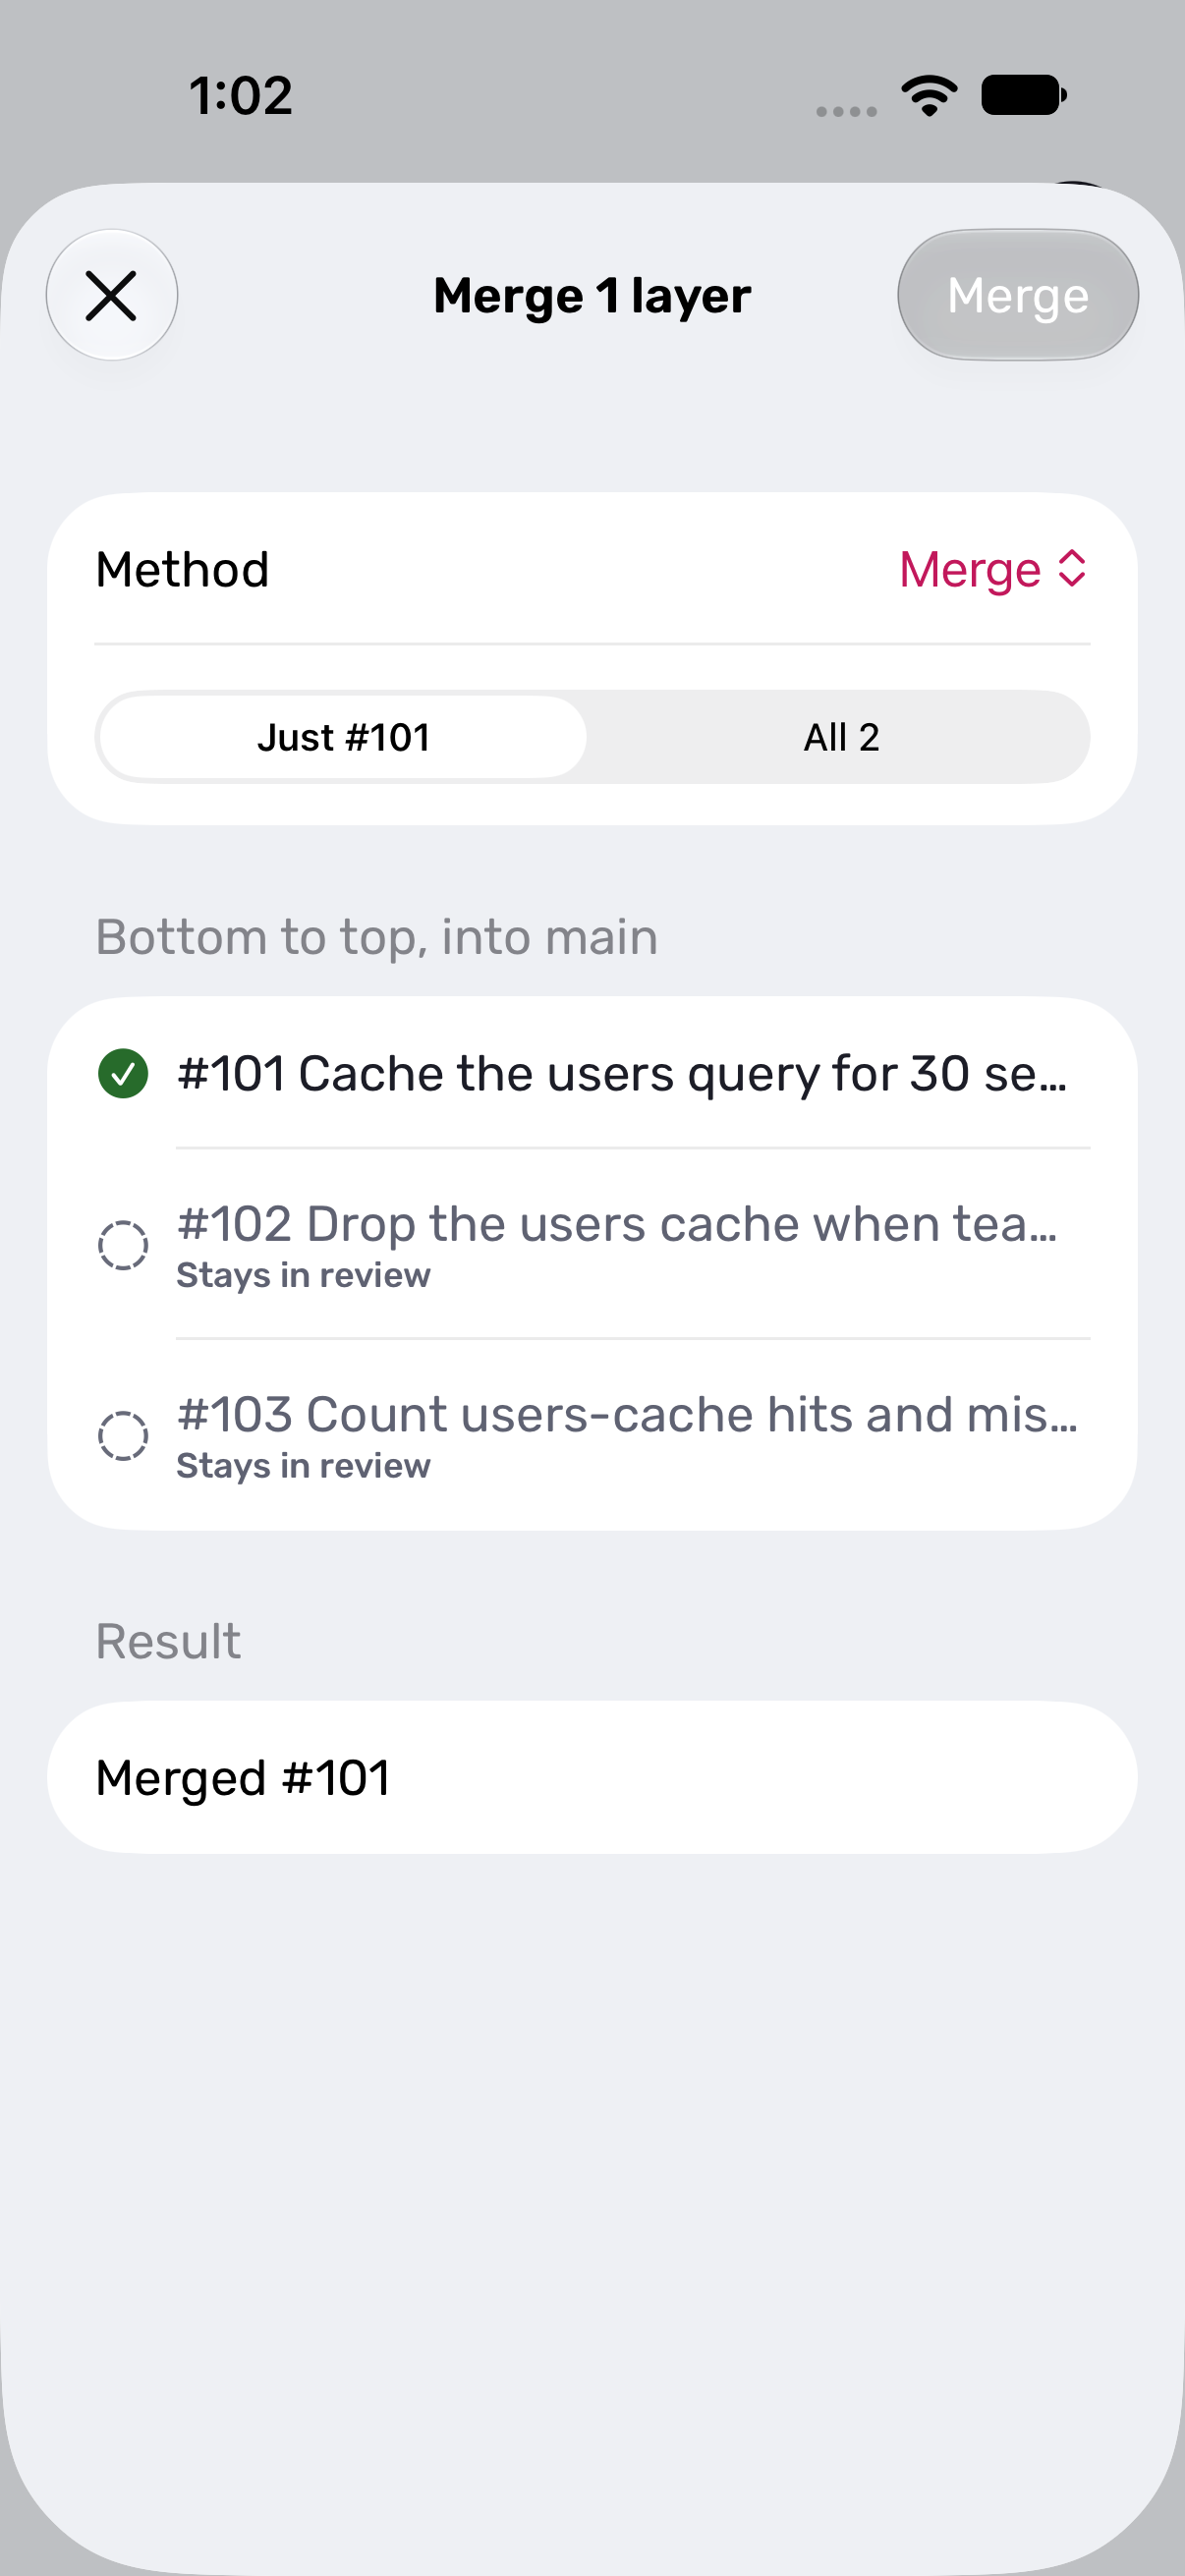 1:02
Merge 1 layer
Merge
Method
Merge
Just #101
All 2
Bottom to top, into main
#101 Cache the users query for 30 se…
#102 Drop the users cache when tea…
Stays in review
#103 Count users-cache hits and mis…
Stays in review
Result
Merged #101